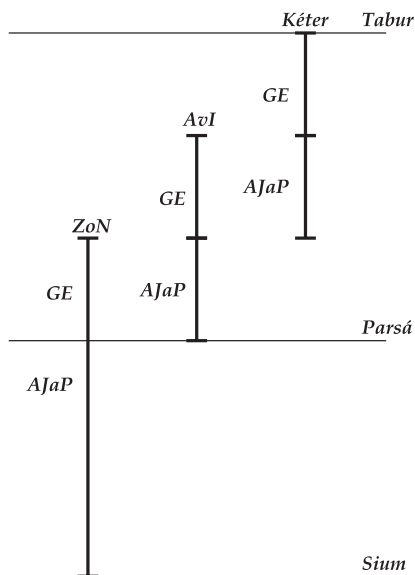 Kéter Tabur
GE
AvI
AJaP
ZoN
GE
GE
AJaP
Parsá
AJaP
Sium